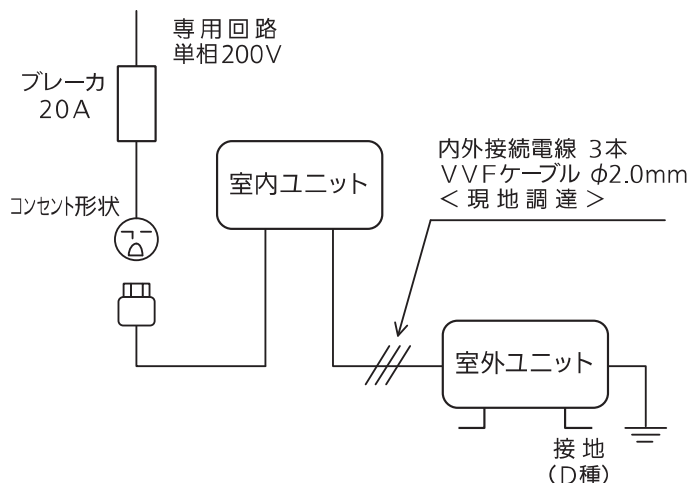 専用回路
単相200V
ブレーカ
20A
コンセント形状
室内ユニット
内外接続電線 3本
VVFケーブル φ2.0mm
<現地調達>
室外ユニット
接地
(D種)